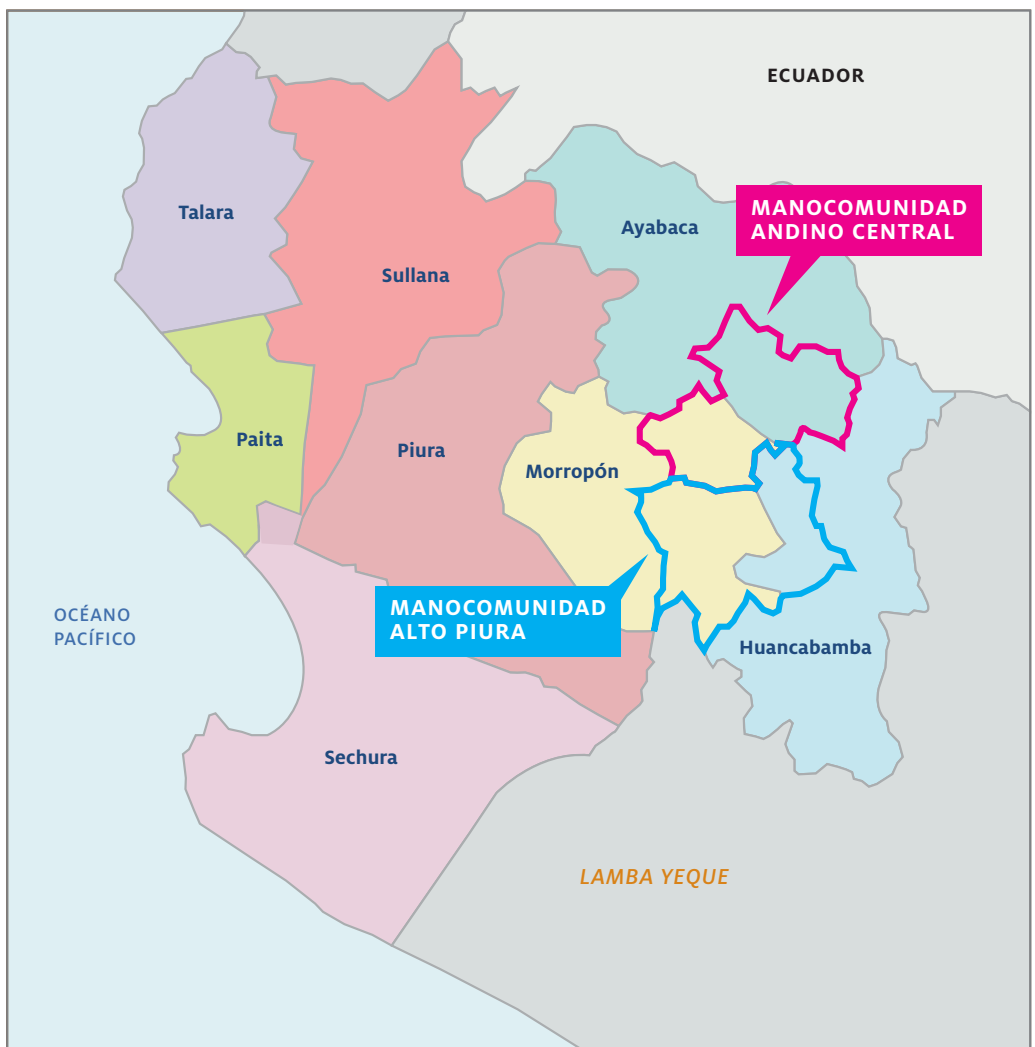 ECUADOR
MANOCOMUNIDAD
ANDINO CENTRAL
Talara
Ayabaca
Sullana
Paita
Piura
Morropón
MANOCOMUNIDAD
ALTO PIURA
OCÉANO
PACÍFICO
Huancabamba
Sechura
LAMBA YEQUE